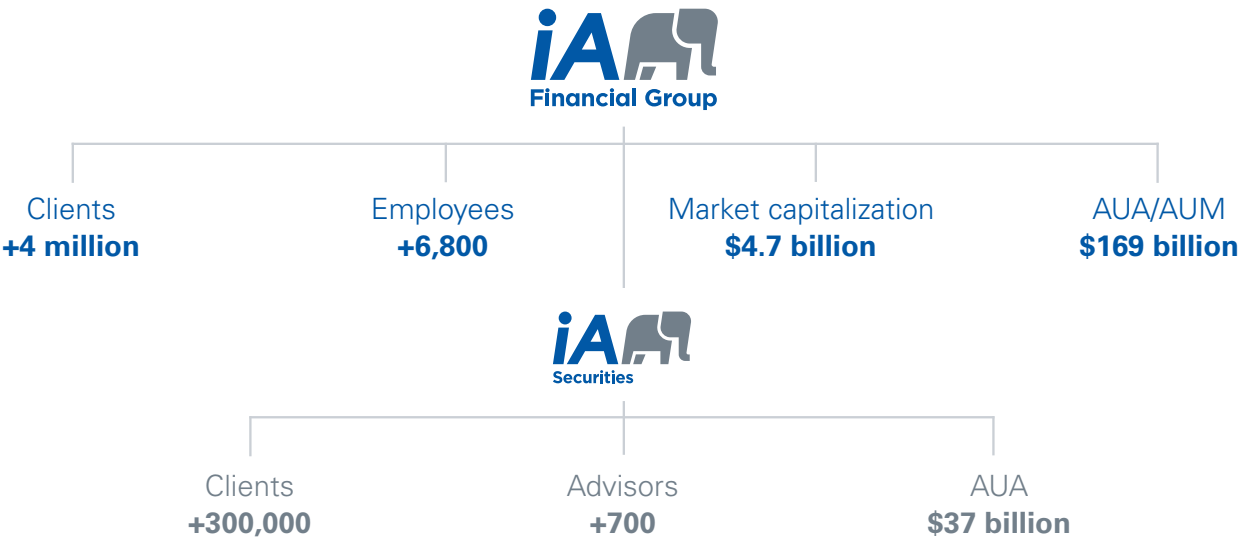 iA
Financial Group
Clients
+4 million
Employees
+6,800
Market capitalization
$4.7 billion
AUA/AUM
$169 billion
iA
Securities
Clients
+300,000
Advisors
+700
AUA
$37 billion